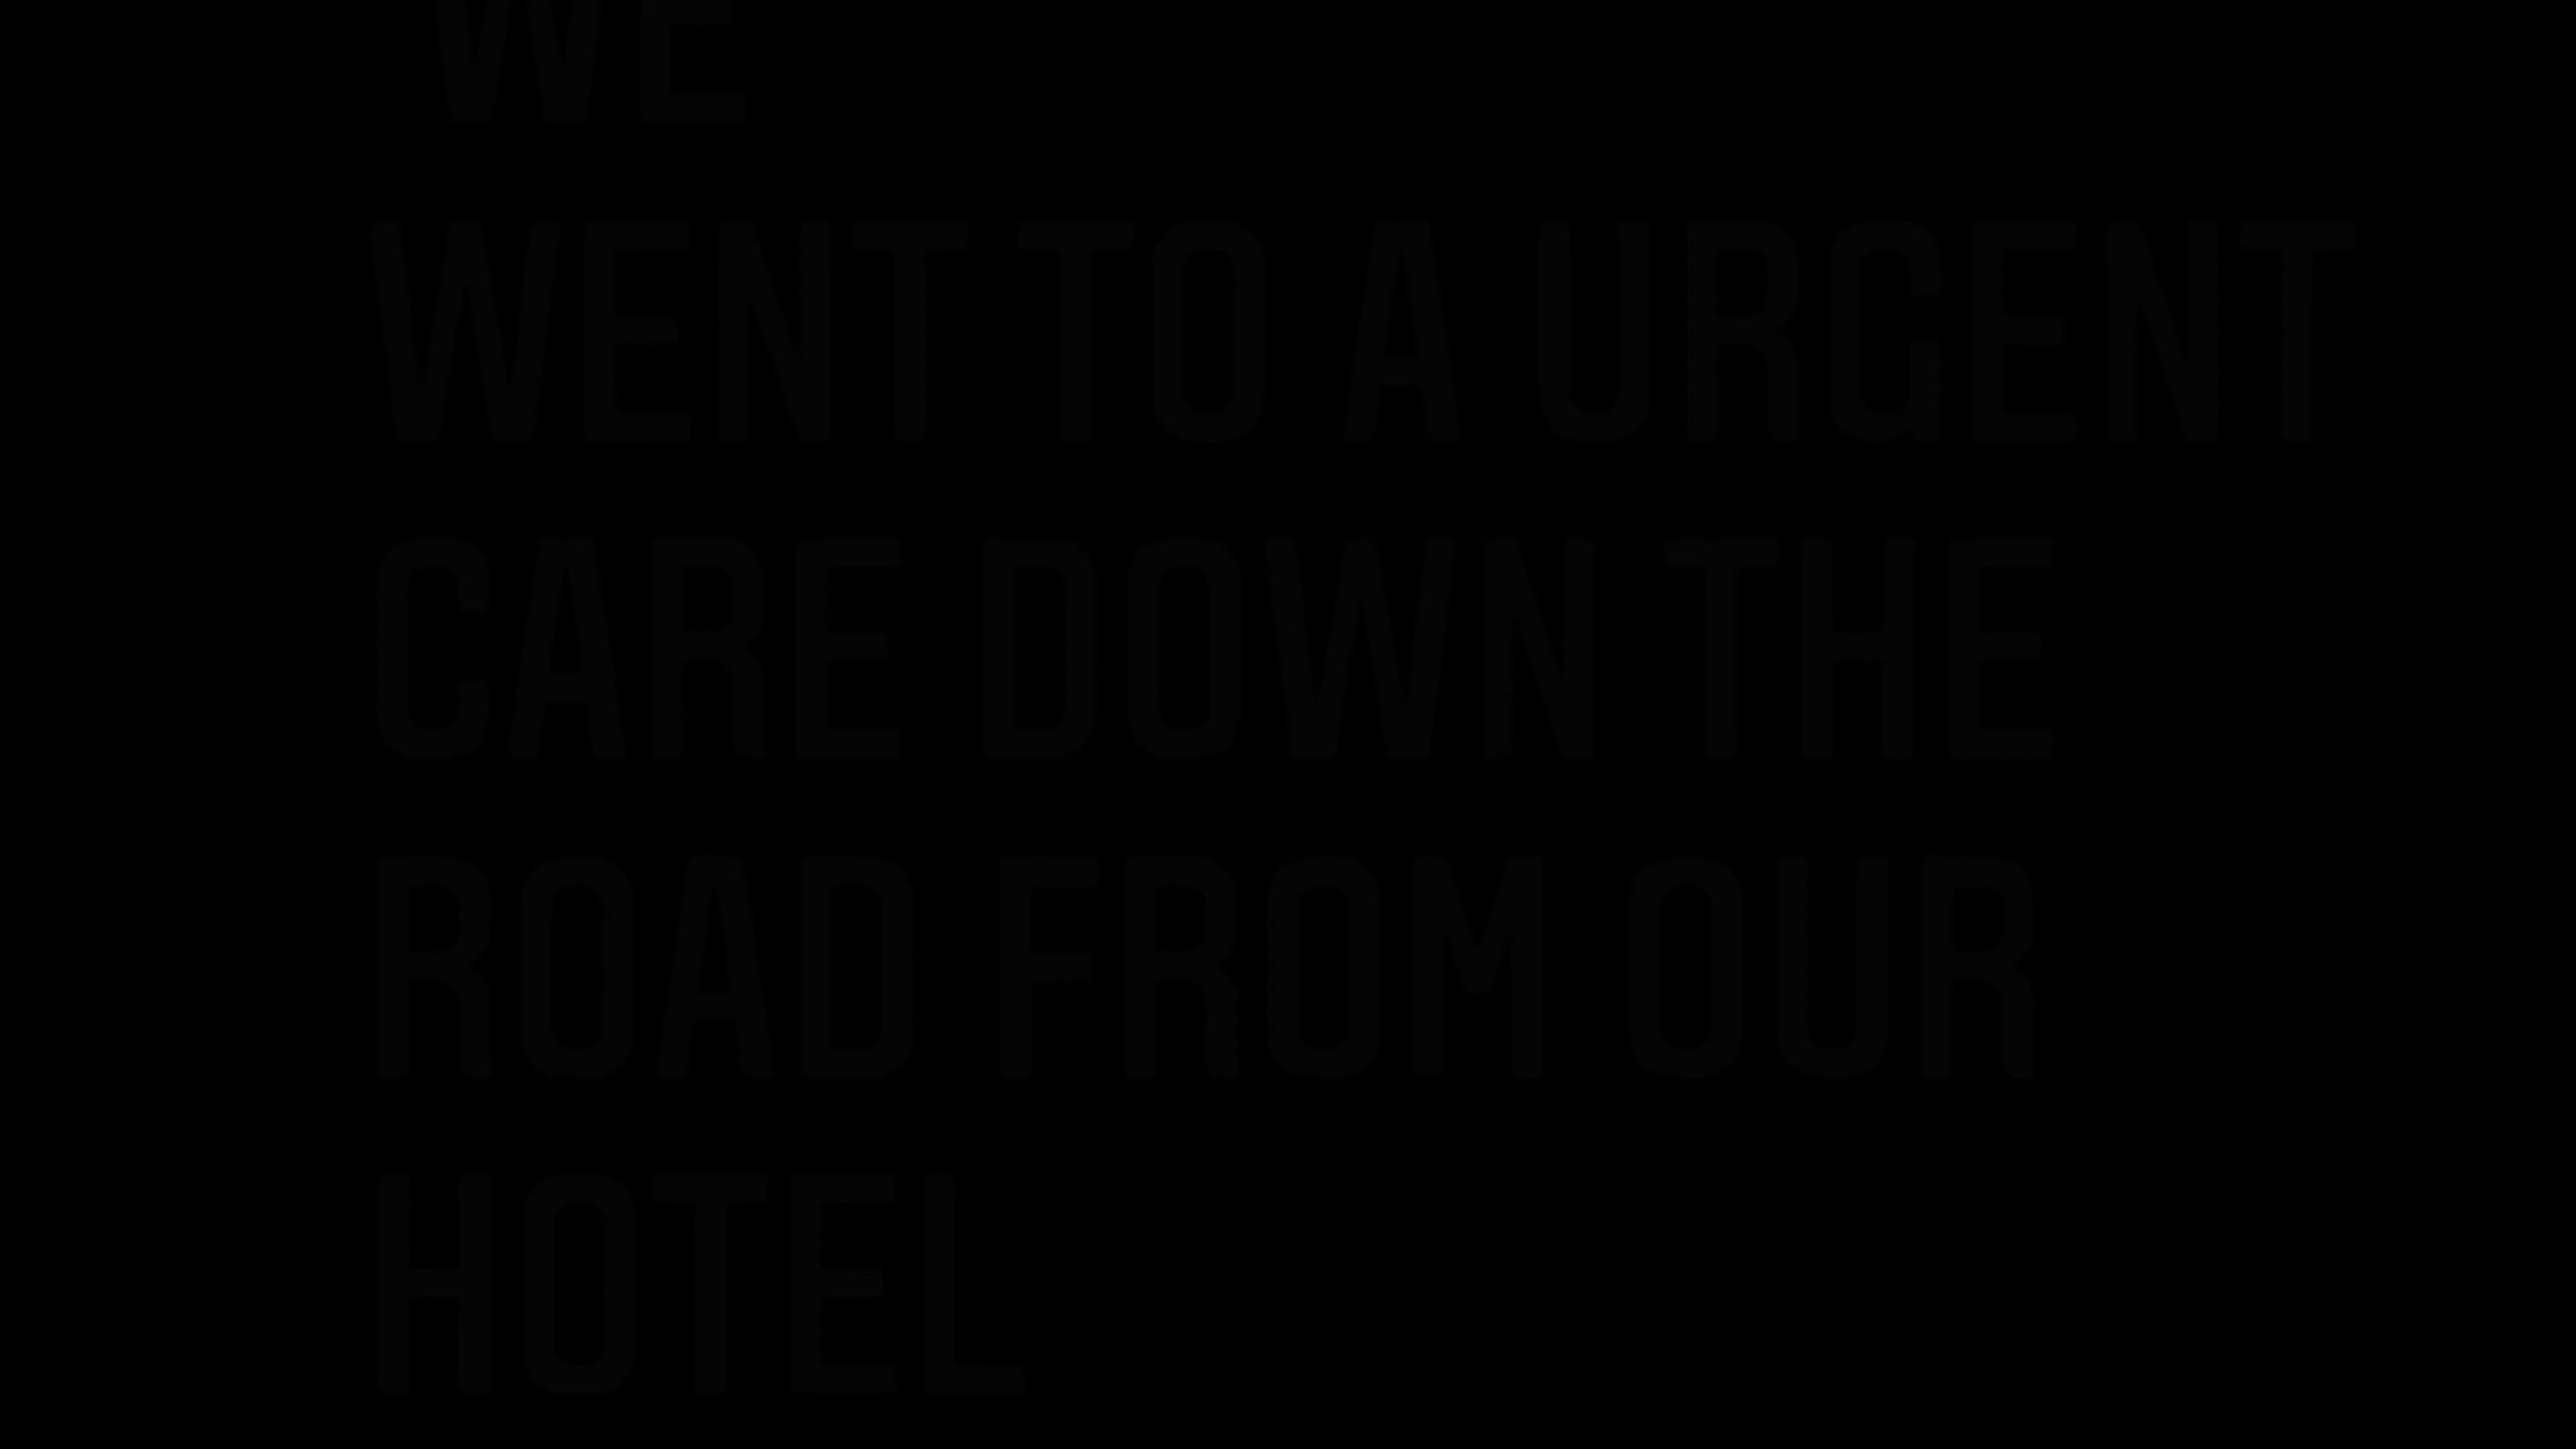 WE
WENT TO A URGENT
CARE DOWN THE
ROAD FROM OUR
HOTEL